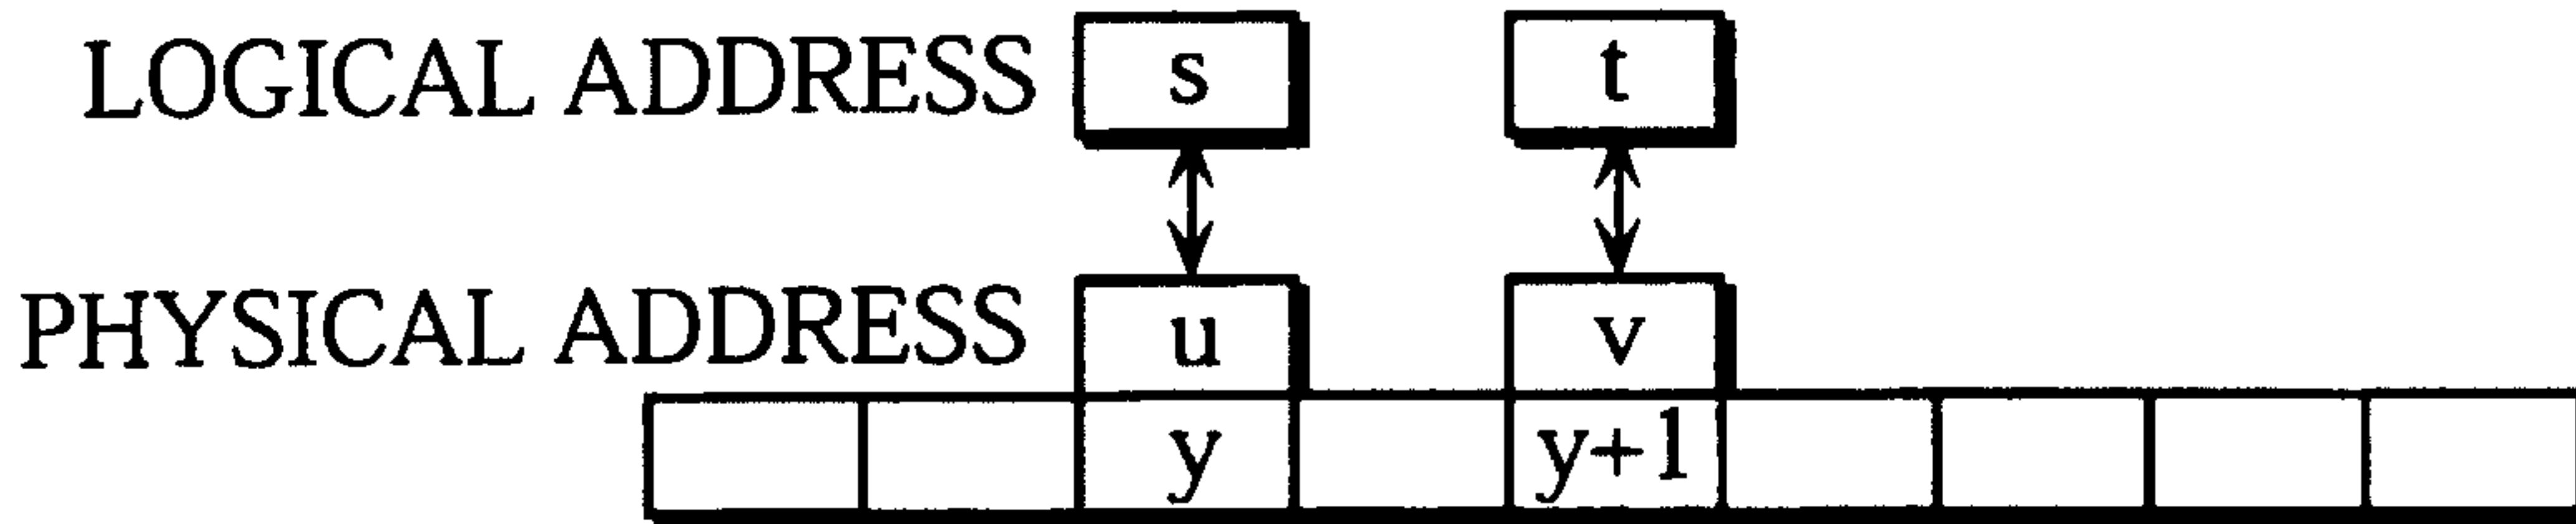 LOGICAL ADDRESS s t
PHYSICAL ADDRESS u v
y y+1